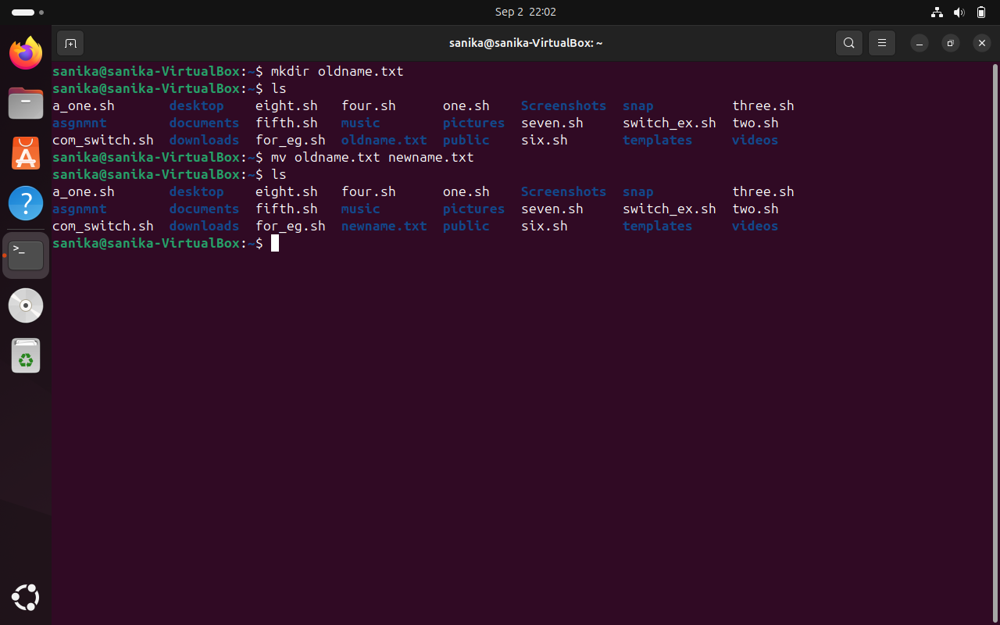 Sep 2 22:02
sanika@sanika-VirtualBox: ~
sanika@sanika-VirtualBox:~$ mkdir oldname.txt
sanika@sanika-VirtualBox:~$ ls
a_one.sh desktop eight.sh four.sh one.sh Screenshots snap three.sh
asgnmnt documents fifth.sh music pictures seven.sh switch_ex.sh two.sh
com_switch.sh downloads for_eg.sh oldname.txt public six.sh templates videos
sanika@sanika-VirtualBox:~$ mv oldname.txt newname.txt
sanika@sanika-VirtualBox:~$ ls
a_one.sh desktop eight.sh four.sh one.sh Screenshots snap three.sh
asgnmnt documents fifth.sh music pictures seven.sh switch_ex.sh two.sh
com_switch.sh downloads for_eg.sh newname.txt public six.sh templates videos
sanika@sanika-VirtualBox:~$